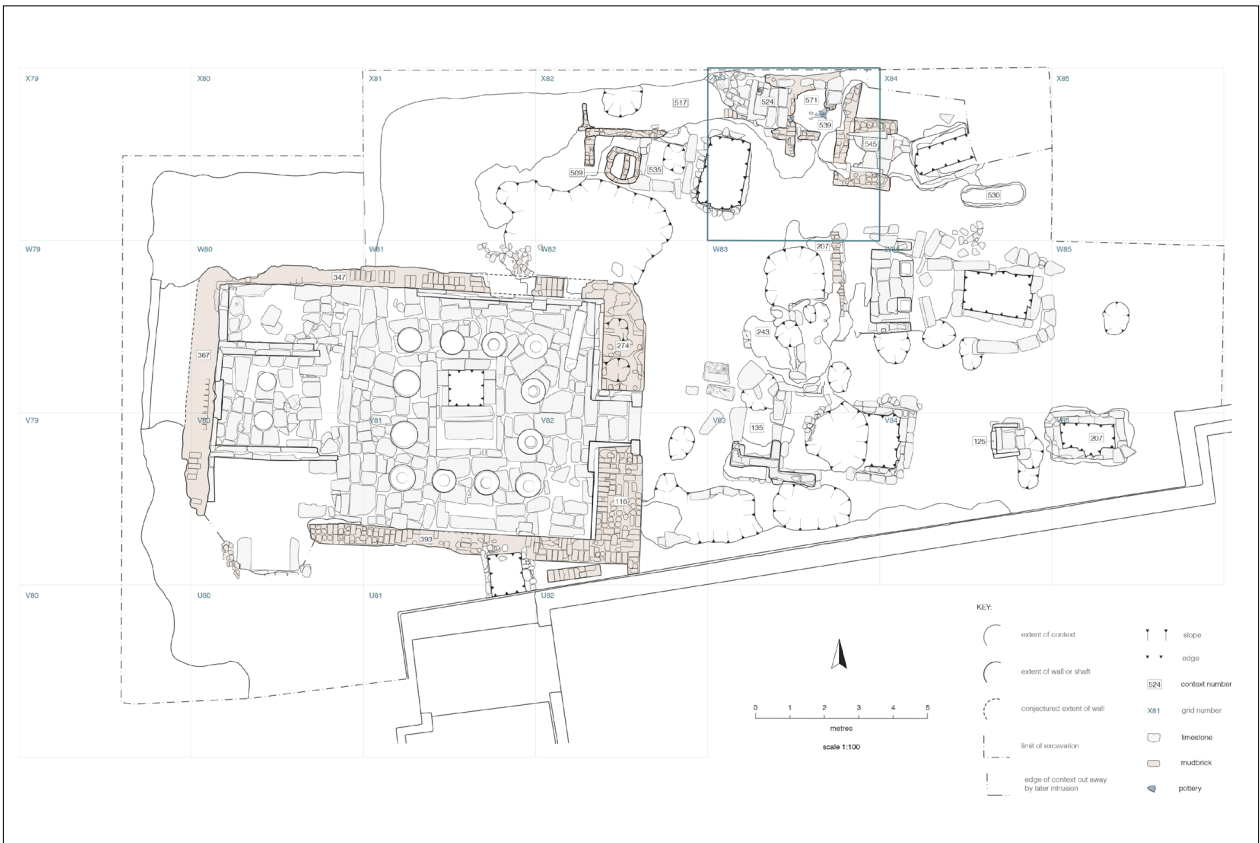 X79 X80 X81 X82 X83 X84 X85
517 524 571
539
545
509 535
530
W79 W80 W81 W82 W83 W84 W85
207
347
243
274
367
V79 V80 V81 V82 V83 V84 V85
135 125 207
116
393
V80 U80 U81 U82
KEY:
extent of context
slope
edge
extent of wall or shaft
524 context number
conjectured extent of wall
X81 grid number
0 1 2 3 4 5
metres
limestone
limit of excavation
scale 1:100
mudbrick
edge of context cut away
by later intrusion
pottery